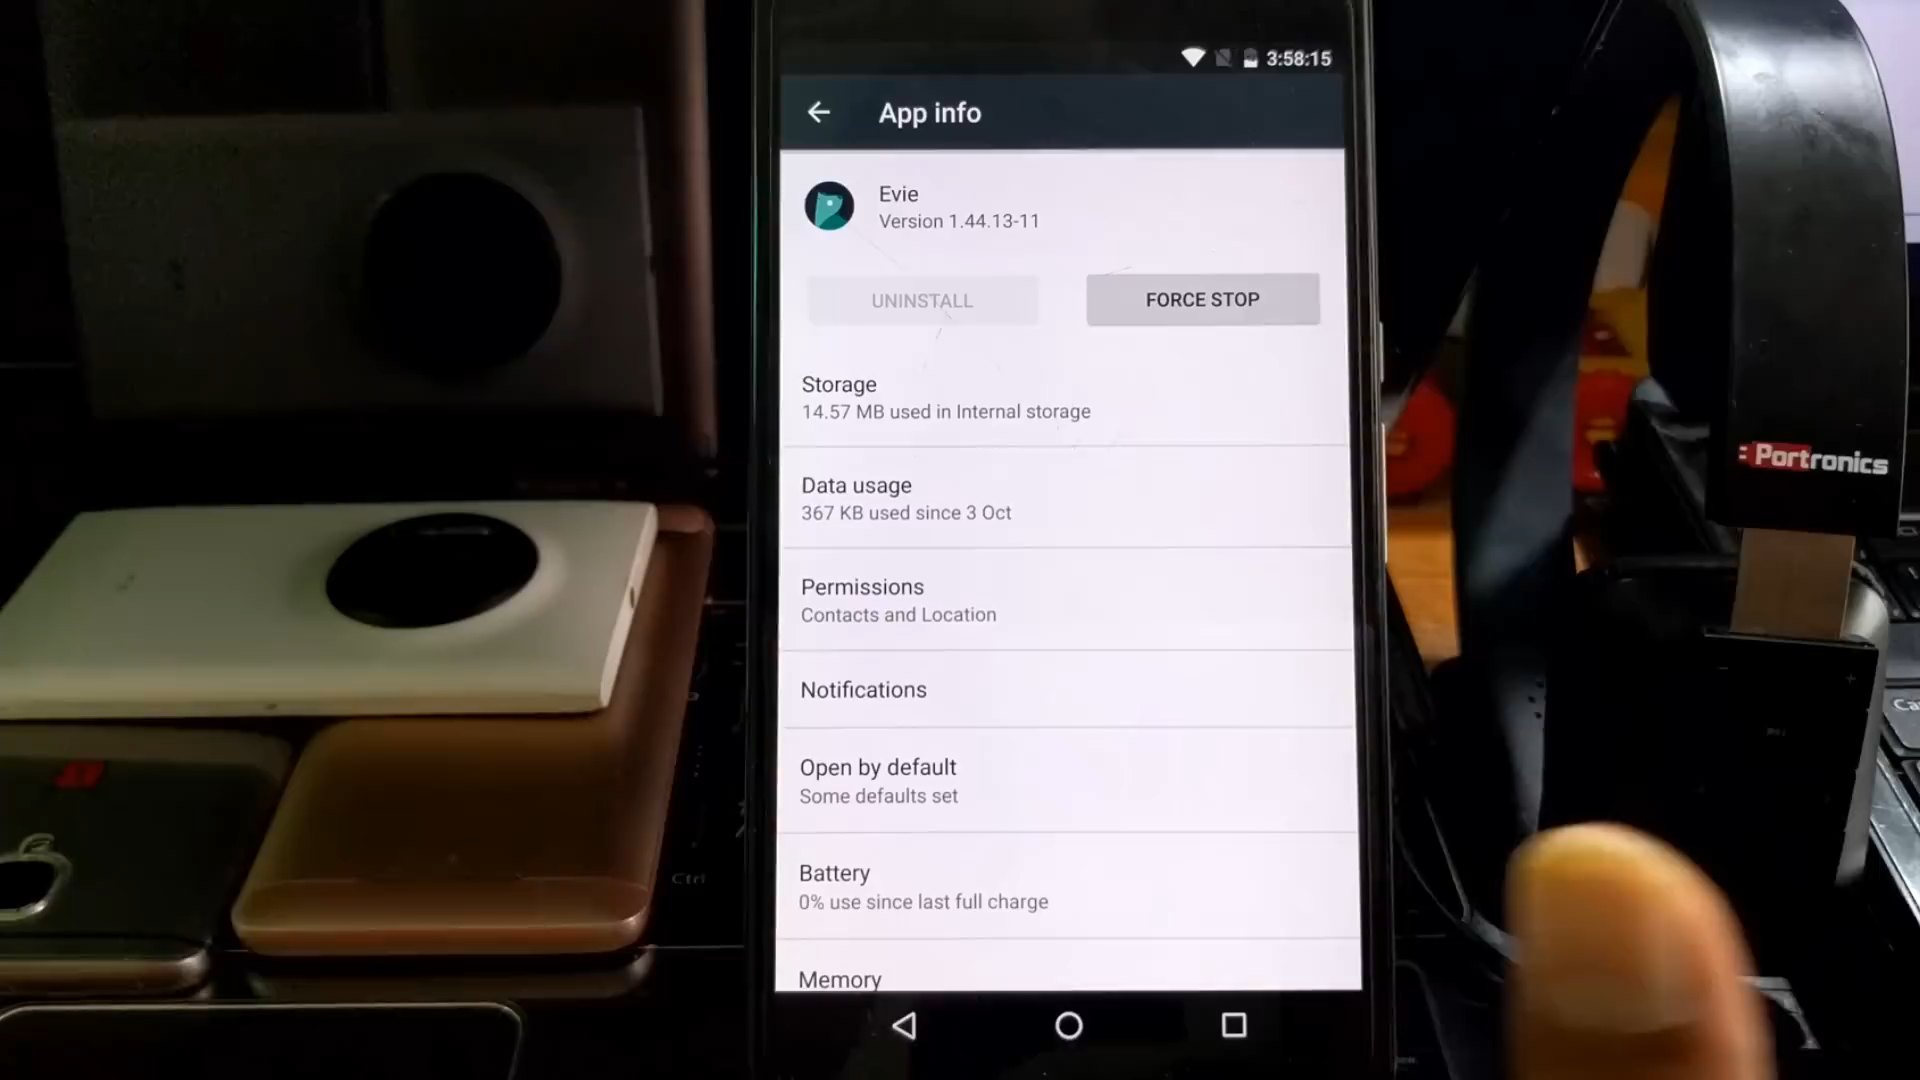 3:58:15
App info
Evie
Version 1.44.13-11
UNINSTALL
FORCE STOP
Storage
14.57 MB used in Internal storage
Data usage
367 KB used since 3 Oct
Permissions
Contacts and Location
Notifications
Open by default
Some defaults set
Battery
0% use since last full charge
Memory
Portronics
Ctrl